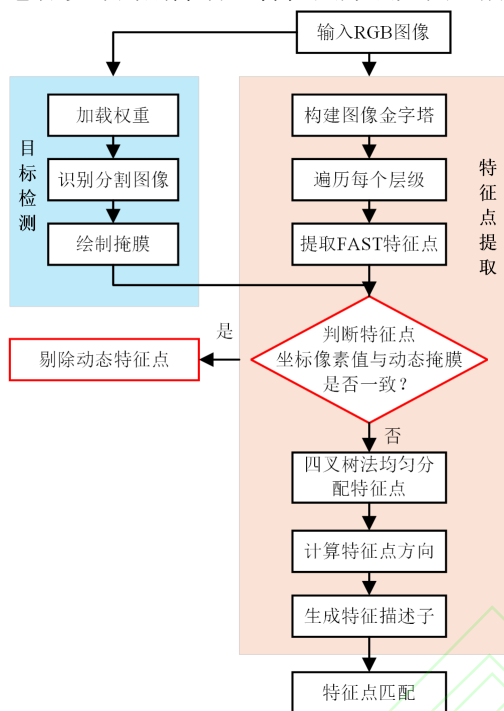 输入RGB图像
目标检测
加载权重
识别分割图像
绘制掩膜
构建图像金字塔
遍历每个层级
提取FAST特征点
特征点提取
判断特征点
坐标像素值与动态掩膜
是否一致？
是
剔除动态特征点
否
四叉树法均匀分
配特征点
计算特征点方向
生成特征描述子
特征点匹配